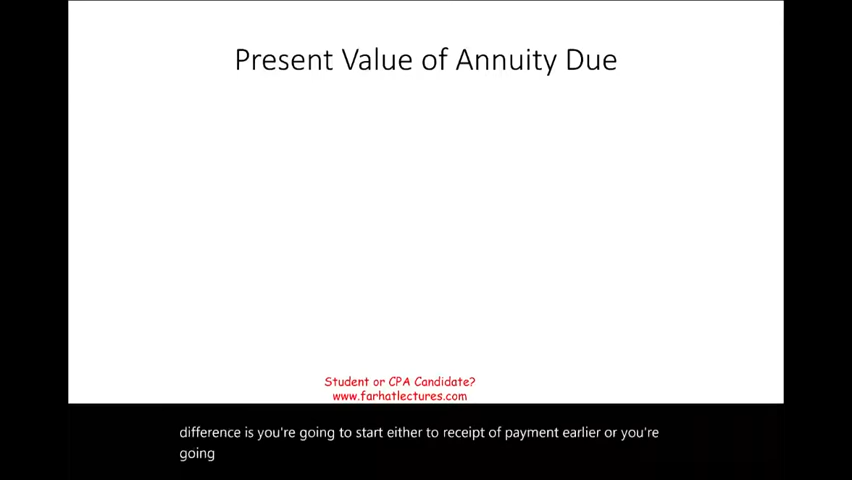 Present Value of Annuity Due
Student or CPA Candidate?
www.farhatlectures.com
difference is you're going to start either to receipt of payment earlier or you're
going